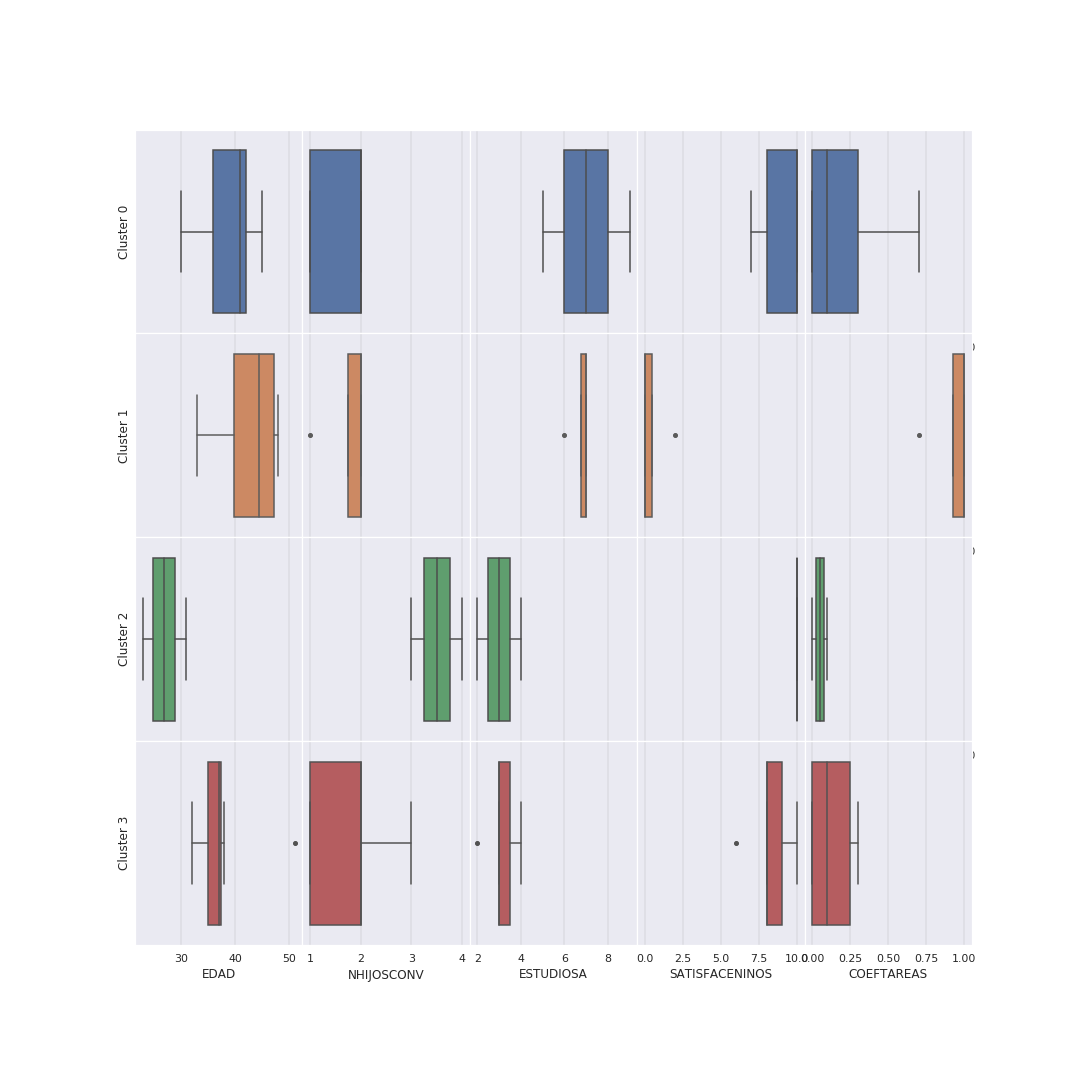 Cluster 0
Cluster 1
Cluster 2
Cluster 3
30 40 50 1 2 3 4 2 4 6 8 0.0 2.5 5.0 7.5 10.0 0.00 0.25 0.50 0.75 1.00
EDAD NHIJOSCONV ESTUDIOSA SATISFACENINOS COEFTAREAS